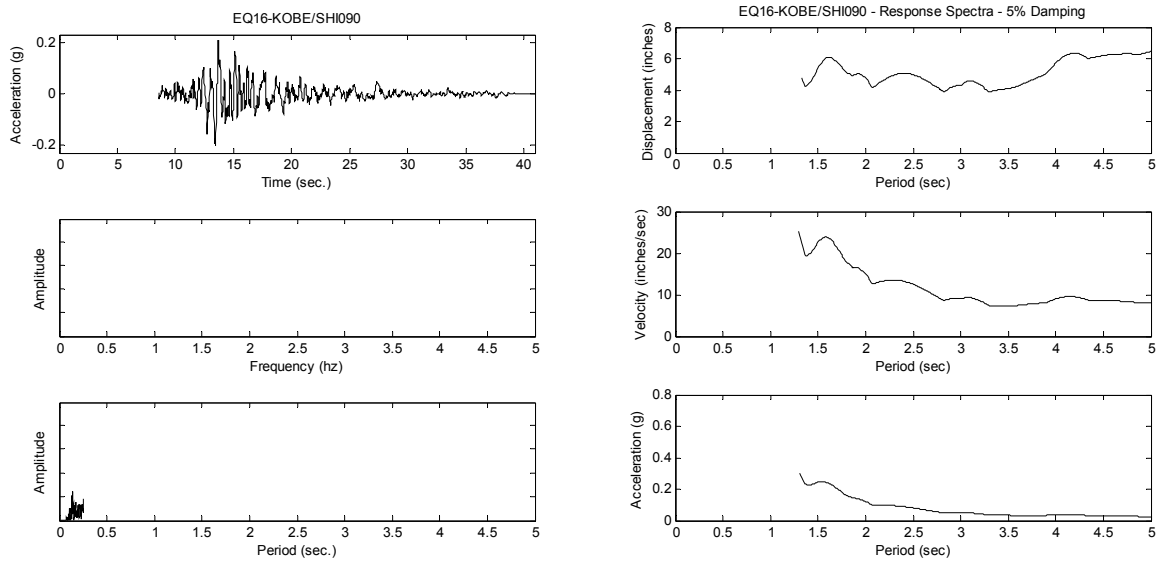 EQ16-KOBE/SHI090
Acceleration (g)
0.2
0
-0.2
0 5 10 15 20 25 30 35 40
Time (sec.)
Amplitude
0 0.5 1 1.5 2 2.5 3 3.5 4 4.5 5
Frequency (hz)
Amplitude
0 0.5 1 1.5 2 2.5 3 3.5 4 4.5 5
Period (sec.)
EQ16-KOBE/SHI090 - Response Spectra - 5% Damping
Displacement (inches)
8
6
4
2
0
0 0.5 1 1.5 2 2.5 3 3.5 4 4.5 5
Period (sec)
Velocity (inches/sec)
30
20
10
0
0 0.5 1 1.5 2 2.5 3 3.5 4 4.5 5
Period (sec)
Acceleration (g)
0.8
0.6
0.4
0.2
0
0 0.5 1 1.5 2 2.5 3 3.5 4 4.5 5
Period (sec)